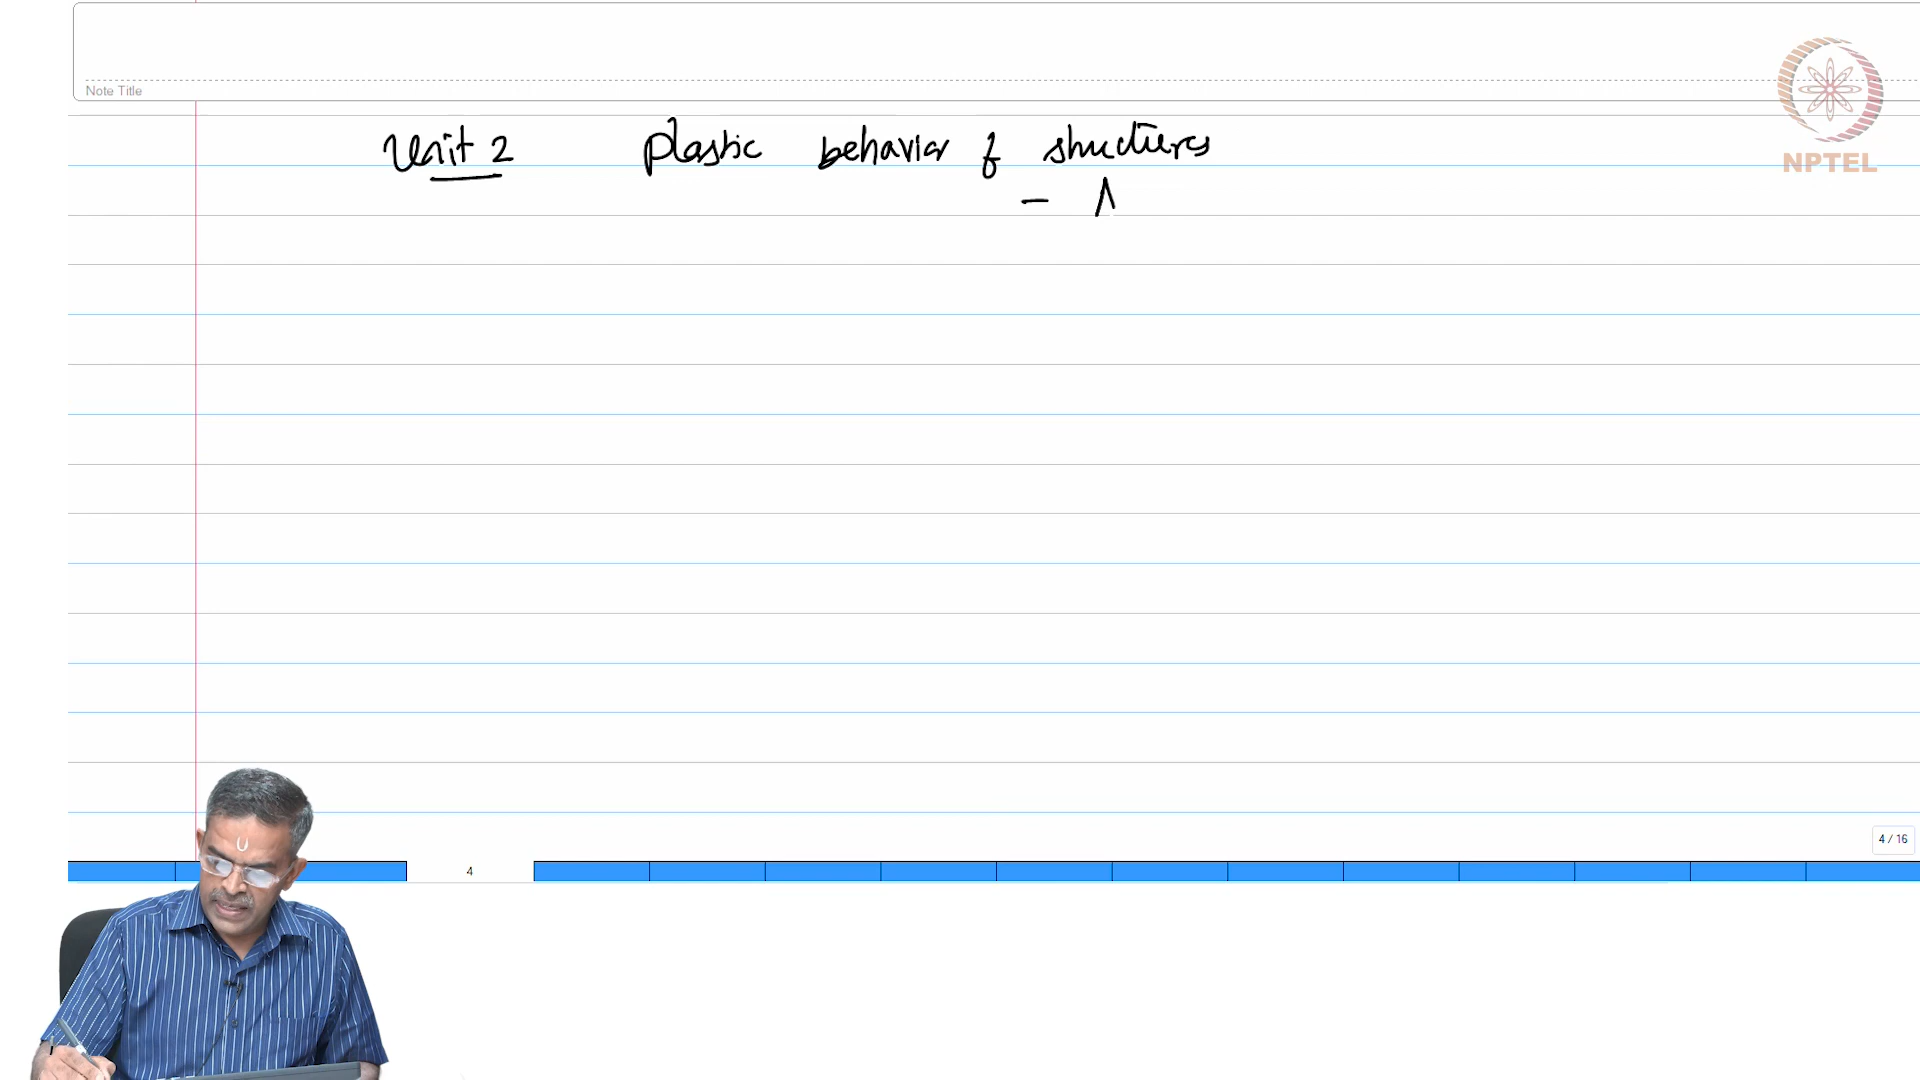 Note Title
NPTEL
Unit 2 plastic behavior of structures
-
4 / 16
4